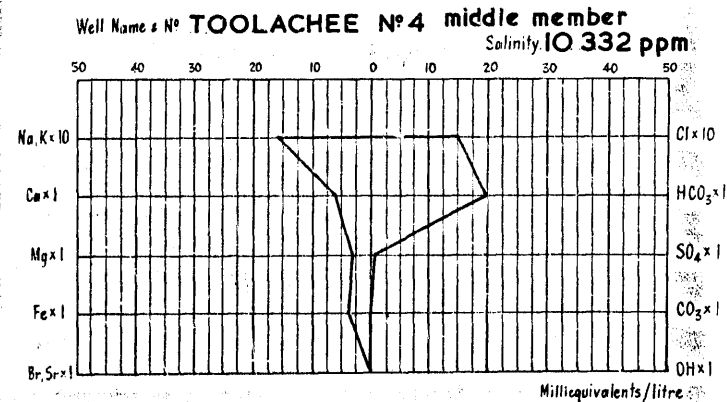 Well Name & Nº TOOLACHEE Nº 4 middle member
Salinity. 10 332 ppm
50 40 30 20 10 0 10 20 30 40 50
Na, K × 10 Cl × 10
Ca × 1 HCO₃ × 1
Mg × 1 SO₄ × 1
Fe × 1 CO₃ × 1
Br, Sr × 1 OH × 1
Milliequivalents/litre